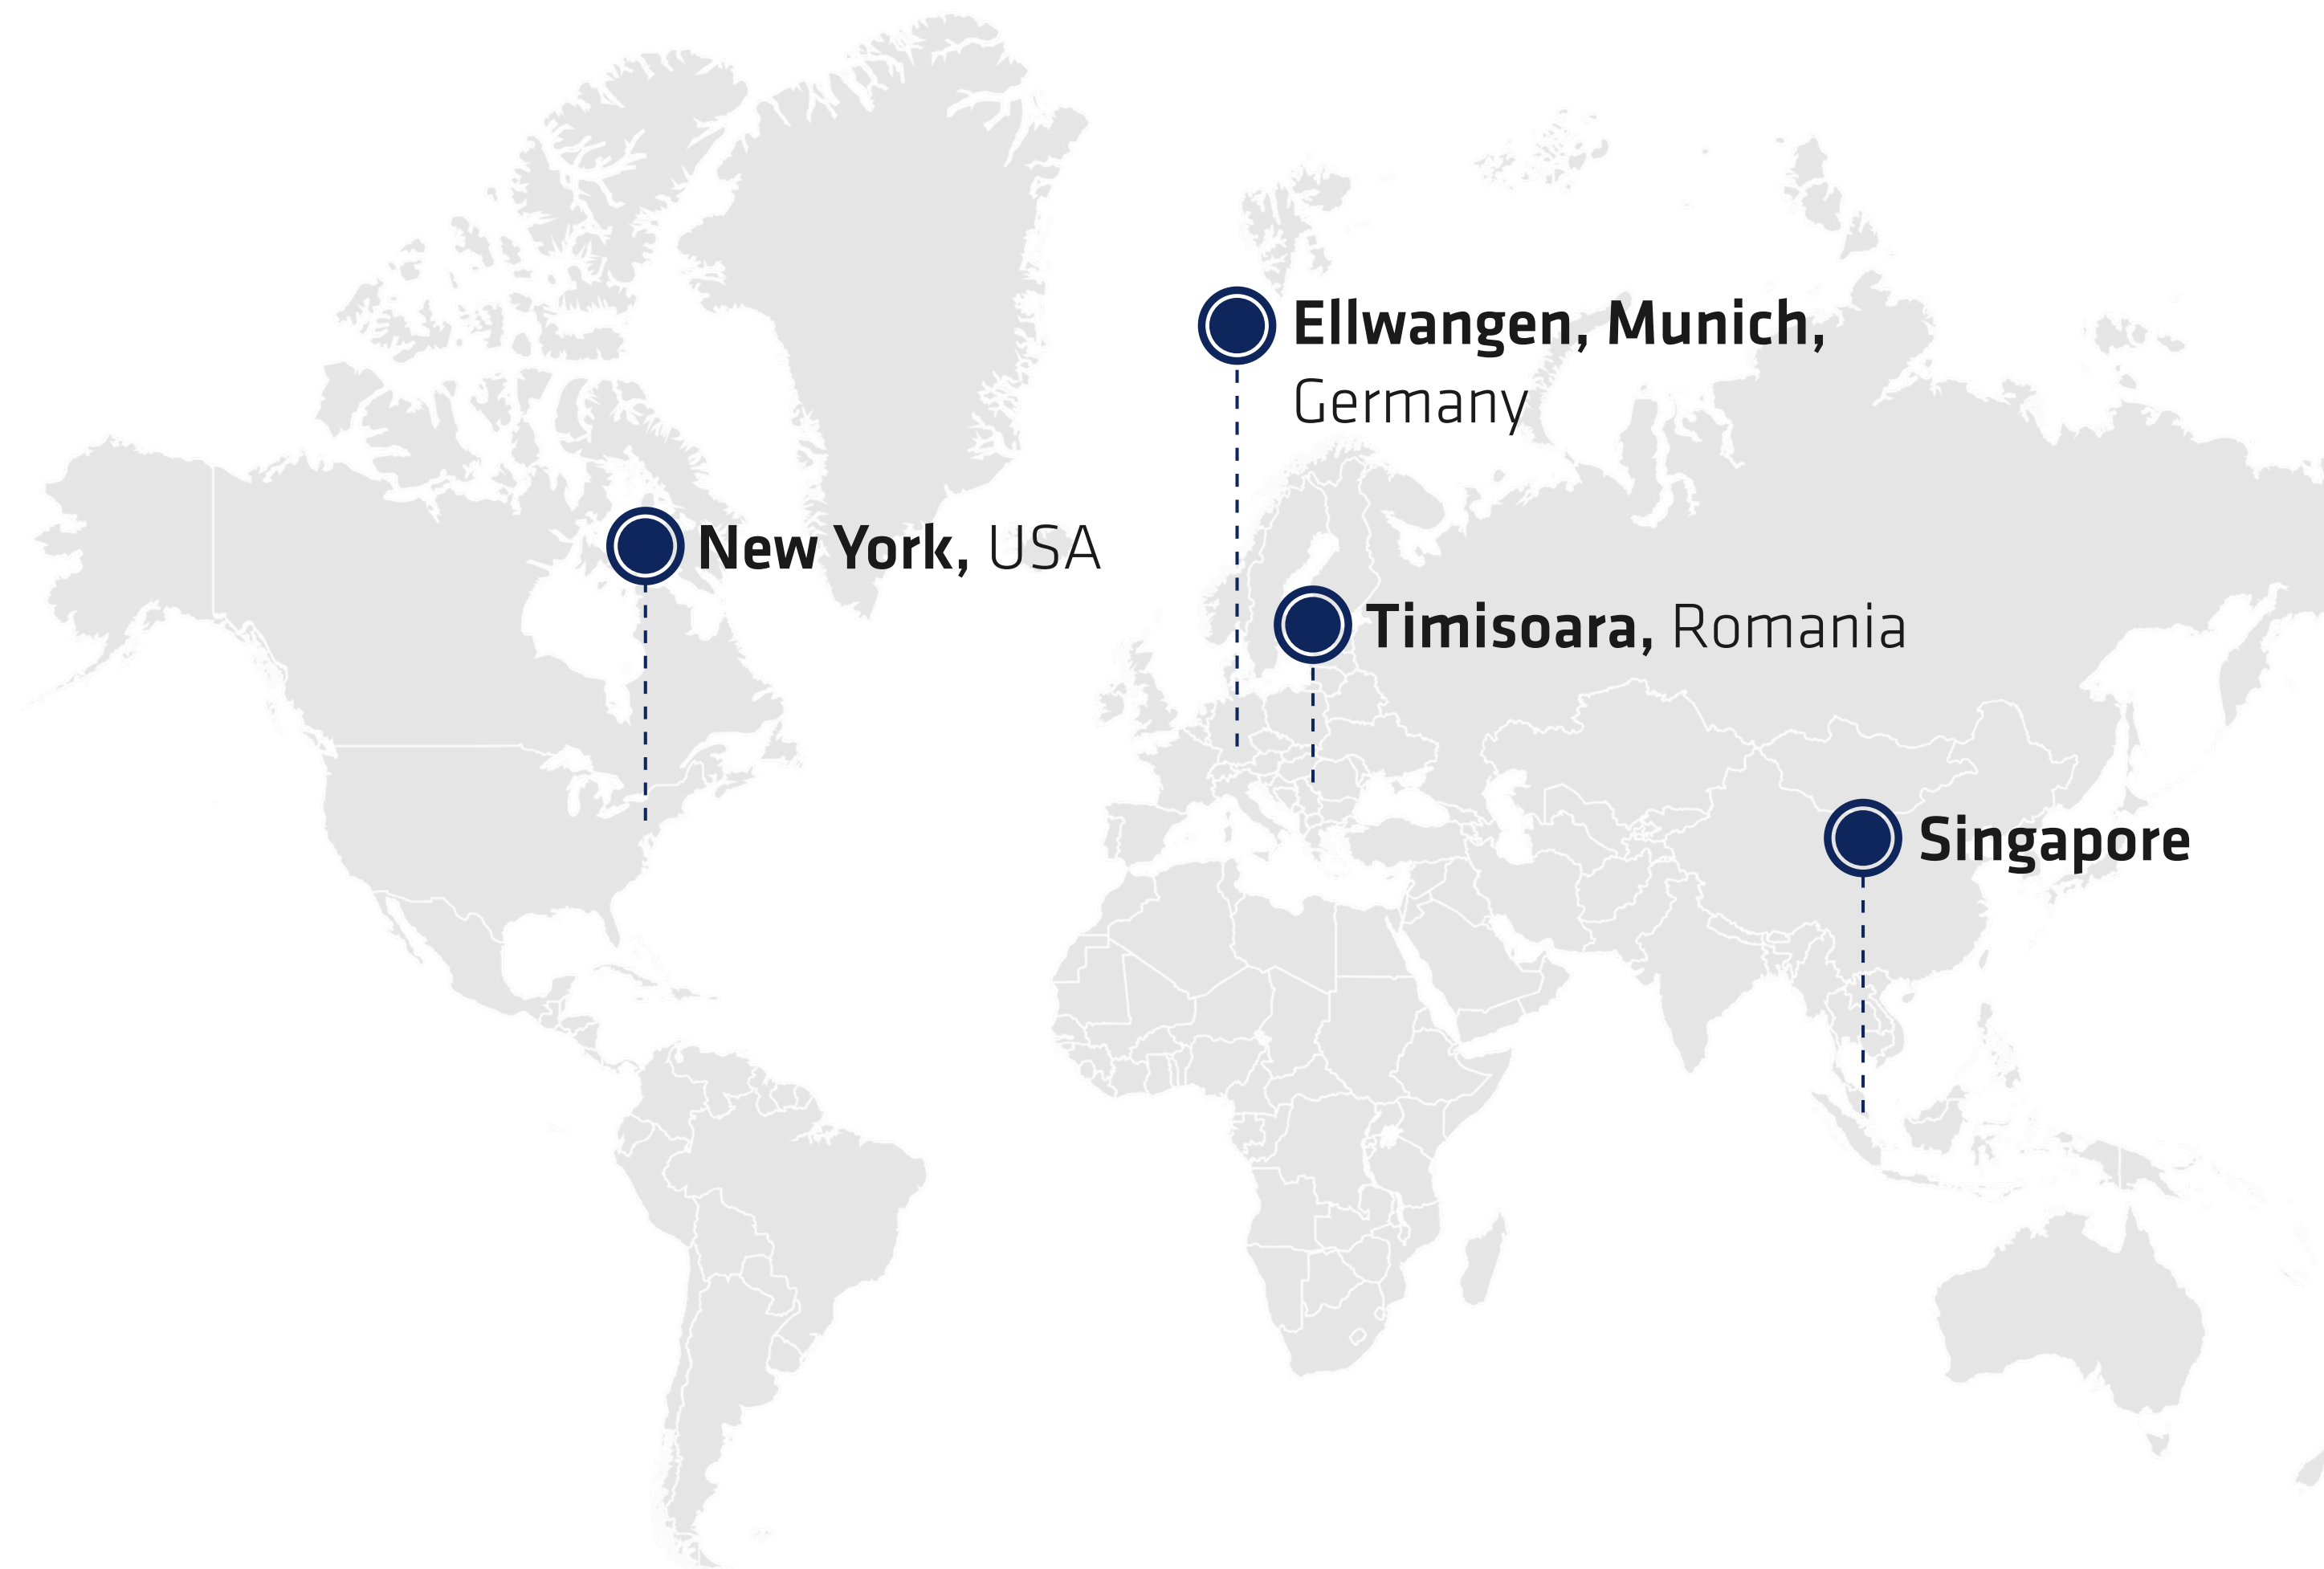 Ellwangen, Munich,
Germany
New York, USA
Timisoara, Romania
Singapore